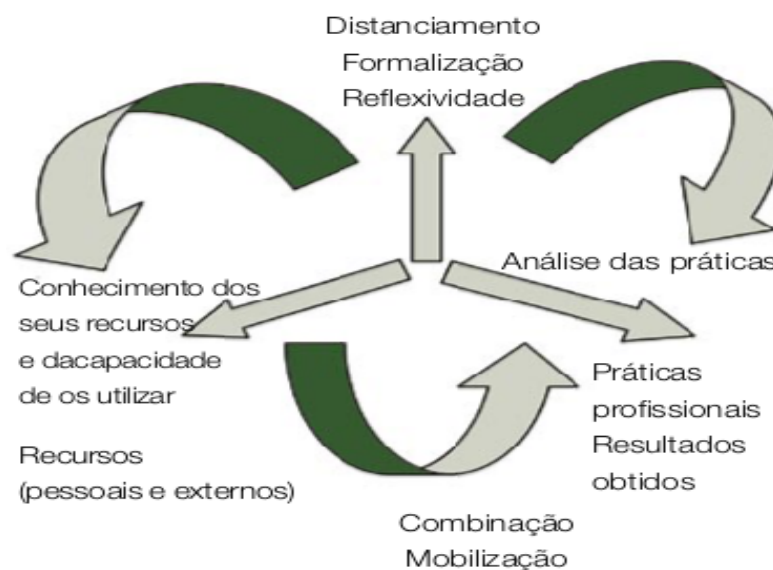 Distanciamento
Formalização
Reflexividade
Análise das práticas
Conhecimento dos
seus recursos
e dacapacidade
de os utilizar
Recursos
(pessoais e externos)
Práticas
profissionais
Resultados
obtidos
Combinação
Mobilização